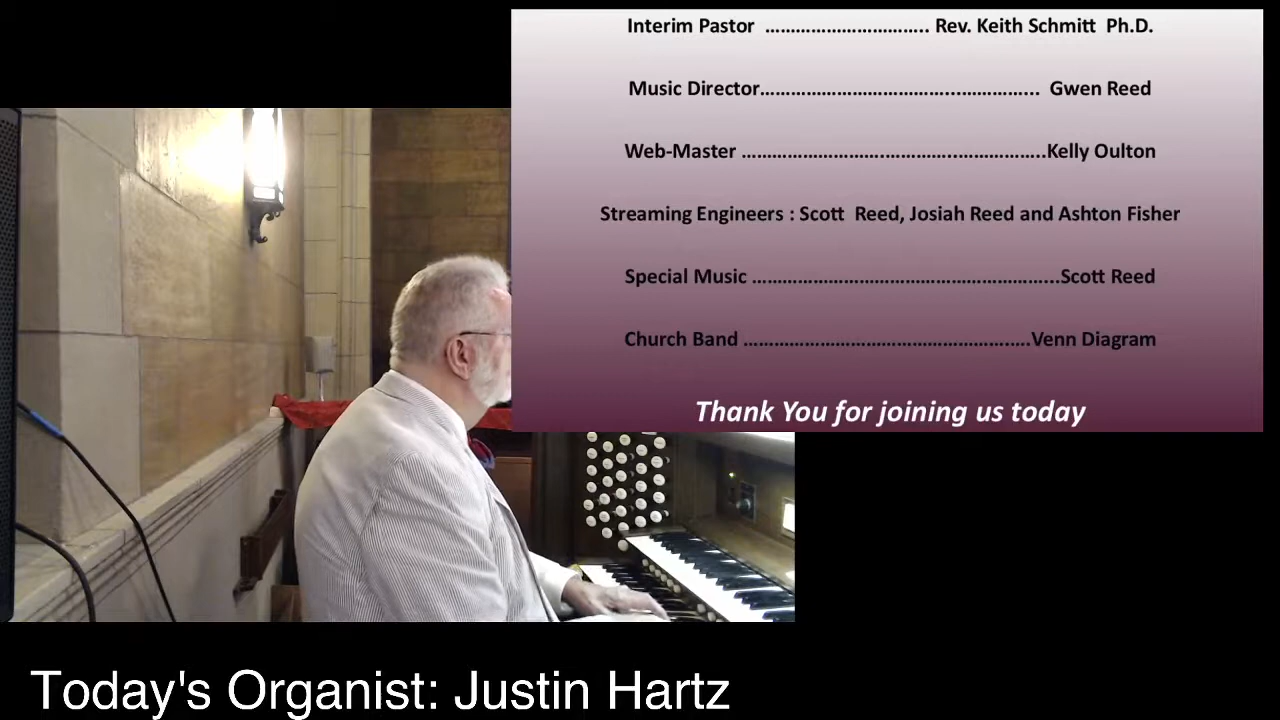 Interim Pastor ................................ Rev. Keith Schmitt Ph.D.
Music Director...................................................... Gwen Reed
Web-Master ...........................................................Kelly Oulton
Streaming Engineers : Scott Reed, Josiah Reed and Ashton Fisher
Special Music ............................................................Scott Reed
Church Band ........................................................Venn Diagram
Thank You for joining us today
Today's Organist: Justin Hartz